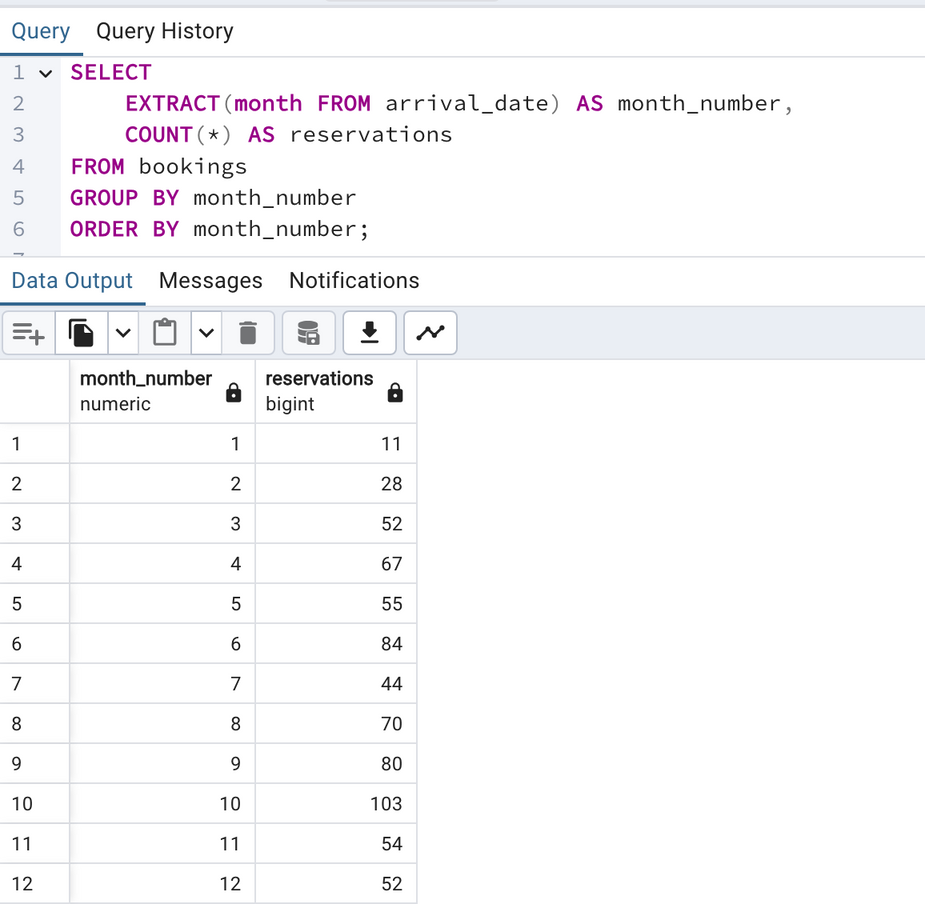 Query Query History
1 SELECT
2 EXTRACT(month FROM arrival_date) AS month_number,
3 COUNT(*) AS reservations
4 FROM bookings
5 GROUP BY month_number
6 ORDER BY month_number;
Data Output Messages Notifications
month_number reservations
numeric bigint
1 1 11
2 2 28
3 3 52
4 4 67
5 5 55
6 6 84
7 7 44
8 8 70
9 9 80
10 10 103
11 11 54
12 12 52